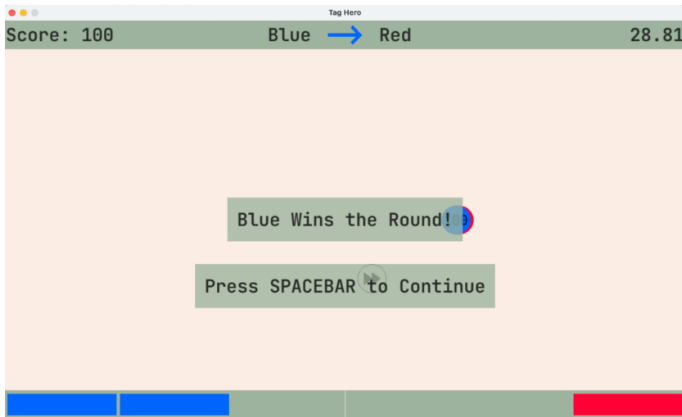 Tag Hero
Score: 100 Blue → Red 28.81
Blue Wins the Round!
Press SPACEBAR to Continue